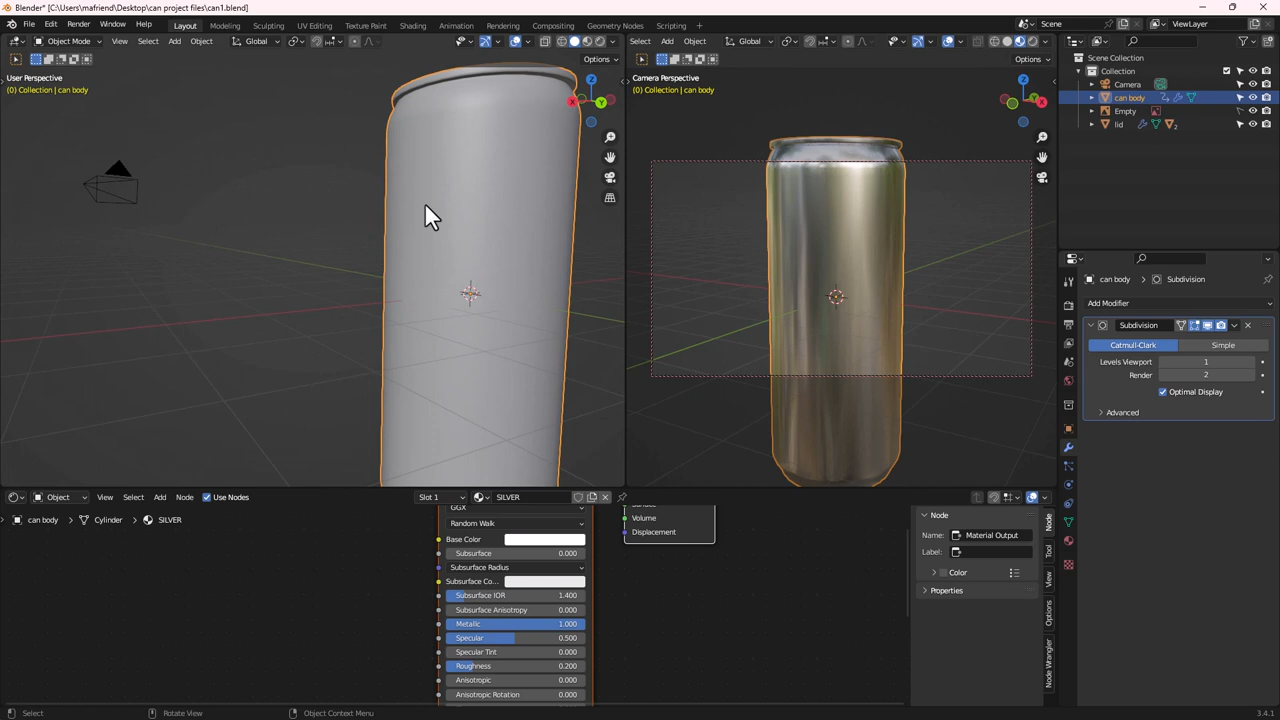 Blender* [C:\Users\mafriend\Desktop\can project files\can1.blend]
File Edit Render Window Help Layout Modeling Sculpting UV Editing Texture Paint Shading Animation Rendering Compositing Geometry Nodes Scripting + Scene ViewLayer
Object Mode View Select Add Object Global
Select Add Object Global
Options
Options
User Perspective
(0) Collection | can body
X
Y
Z
Camera Perspective
(0) Collection | can body
Z
X
Scene Collection
Collection
Camera
can body
Empty
lid 2
can body Subdivision
Add Modifier
Subdivision
Catmull-Clark Simple
Levels Viewport 1
Render 2
Optimal Display
Advanced
Object View Select Add Node Use Nodes Slot 1 SILVER
can body Cylinder SILVER
GGX
Random Walk
Base Color
Subsurface 0.000
Subsurface Radius
Subsurface Co...
Subsurface IOR 1.400
Subsurface Anisotropy 0.000
Metallic 1.000
Specular 0.500
Specular Tint 0.000
Roughness 0.200
Anisotropic 0.000
Anisotropic Rotation 0.000
Volume
Displacement
Node
Name: Material Output
Label:
Color
Properties
Node
Tool
View
Options
Node Wrangler
Select Rotate View Object Context Menu 3.4.1